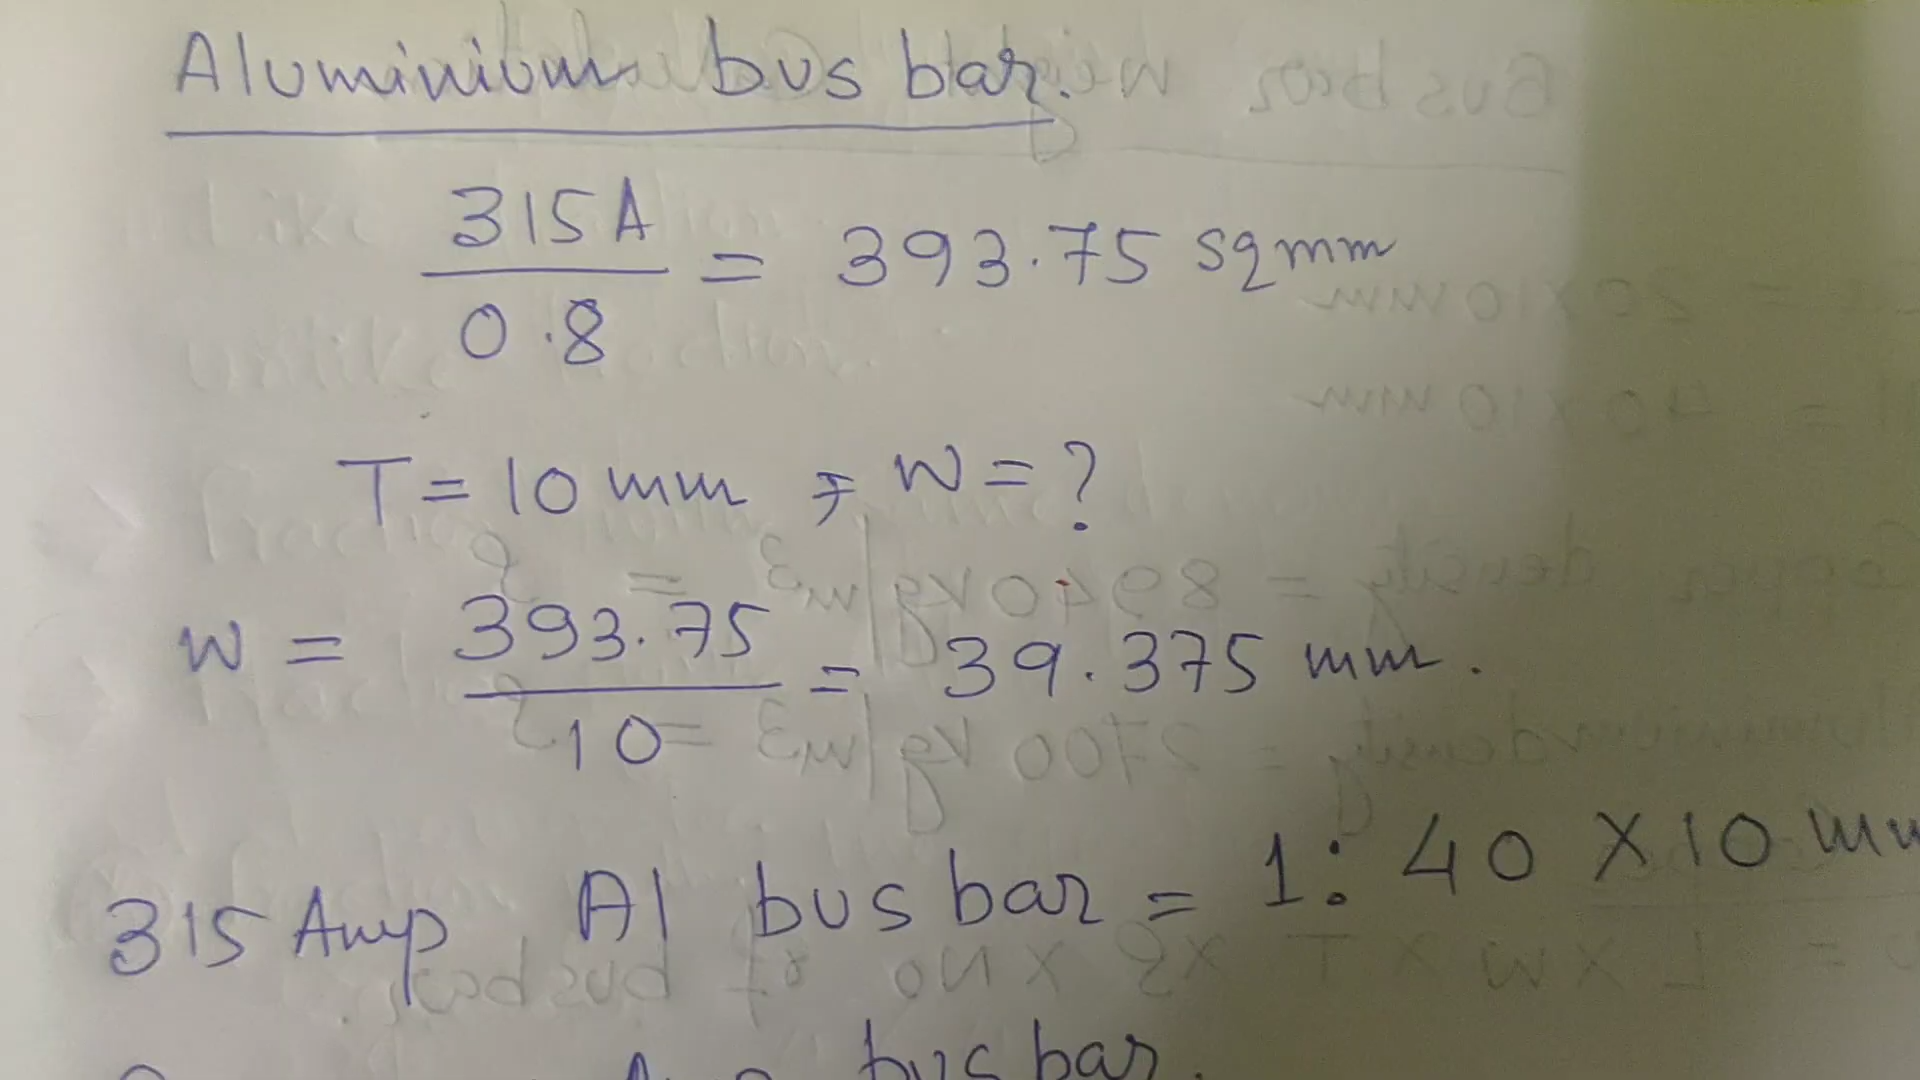 Aluminium bus bar.
315A
0.8
= 393.75 sqmm
T = 10 mm , W = ?
W = 393.75
10
= 39.375 mm.
315 Amp Al bus bar = 1: 40 X 10 mm
bus bar.